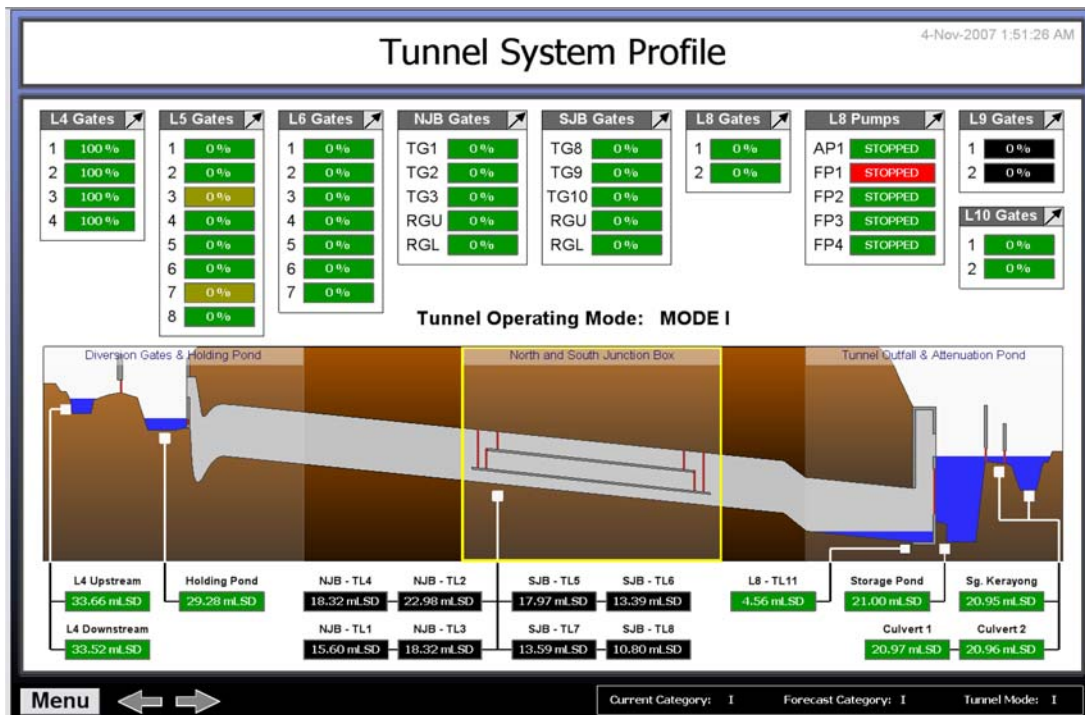 4-Nov-2007 1:51:26 AM
Tunnel System Profile
L4 Gates
1 100 %
2 100 %
3 100 %
4 100 %
L5 Gates
1 0 %
2 0 %
3 0 %
4 0 %
5 0 %
6 0 %
7 0 %
8 0 %
L6 Gates
1 0 %
2 0 %
3 0 %
4 0 %
5 0 %
6 0 %
7 0 %
NJB Gates
TG1 0 %
TG2 0 %
TG3 0 %
RGU 0 %
RGL 0 %
SJB Gates
TG8 0 %
TG9 0 %
TG10 0 %
RGU 0 %
RGL 0 %
L8 Gates
1 0 %
2 0 %
L8 Pumps
AP1 STOPPED
FP1 STOPPED
FP2 STOPPED
FP3 STOPPED
FP4 STOPPED
L9 Gates
1 0 %
2 0 %
L10 Gates
1 0 %
2 0 %
Tunnel Operating Mode: MODE I
Diversion Gates & Holding Pond
North and South Junction Box
Tunnel Outfall & Attenuation Pond
L4 Upstream
33.66 mLSD
L4 Downstream
33.52 mLSD
Holding Pond
29.28 mLSD
NJB - TL4
18.32 mLSD
NJB - TL2
22.98 mLSD
NJB - TL1
15.60 mLSD
NJB - TL3
18.32 mLSD
SJB - TL5
17.97 mLSD
SJB - TL6
13.39 mLSD
SJB - TL7
13.59 mLSD
SJB - TL8
10.80 mLSD
L8 - TL11
4.56 mLSD
Storage Pond
21.00 mLSD
Sg. Kerayong
20.95 mLSD
Culvert 1
20.97 mLSD
Culvert 2
20.96 mLSD
Menu
Current Category: I
Forecast Category: I
Tunnel Mode: I